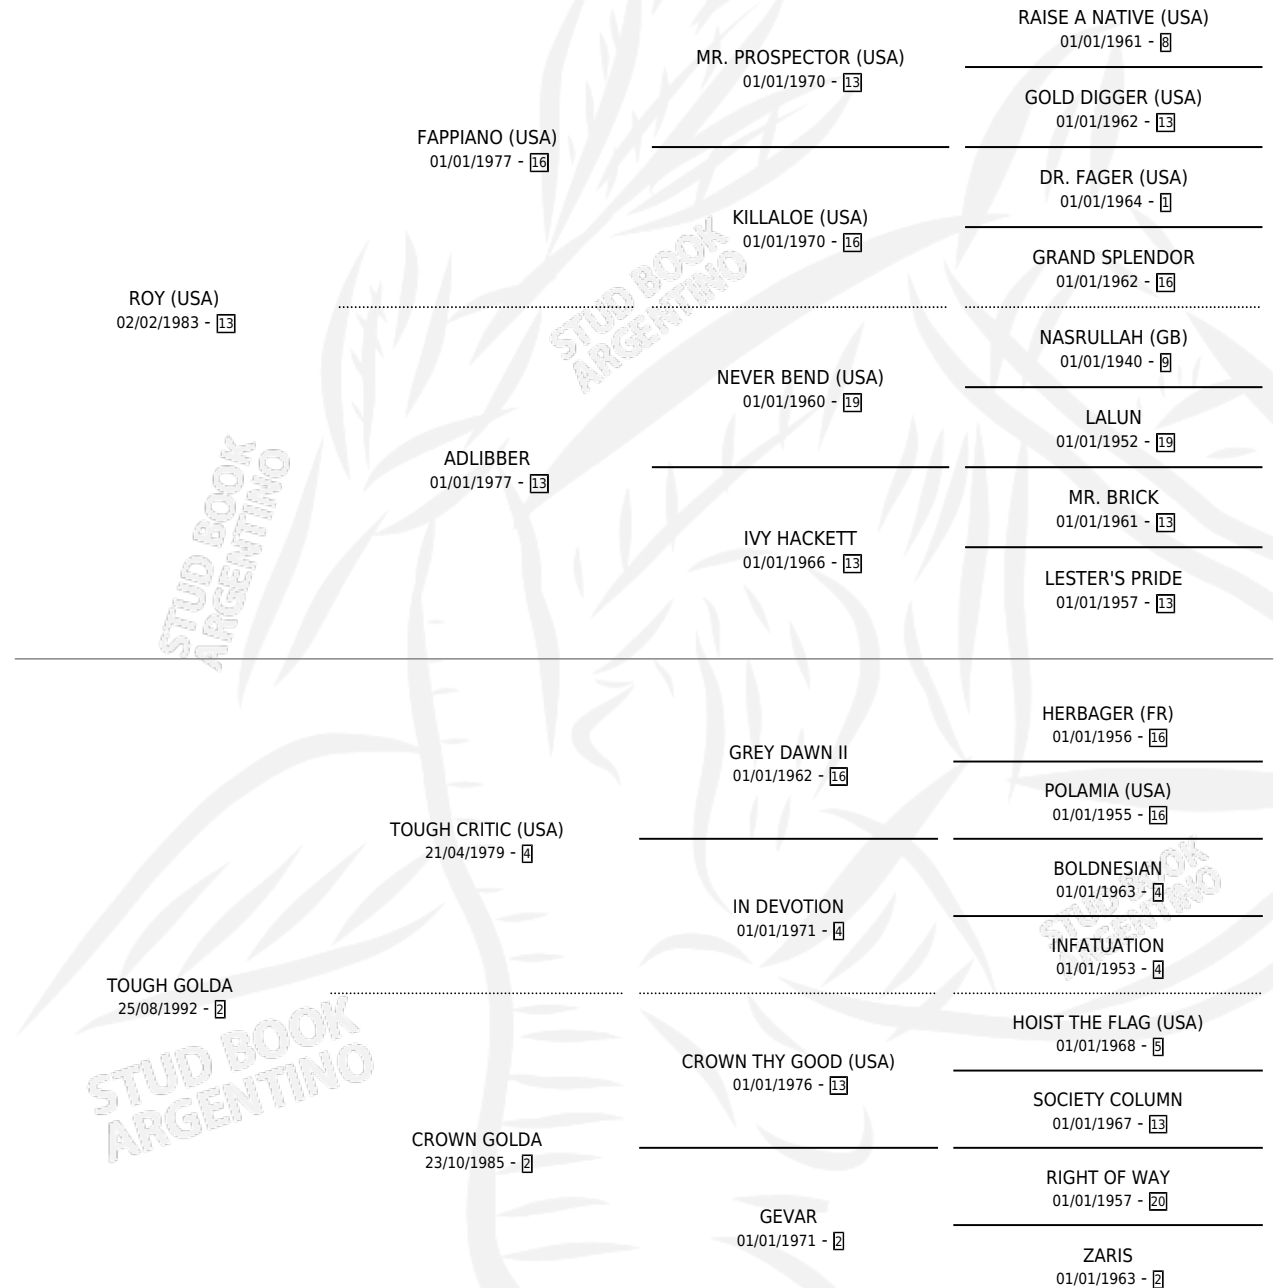 RAISE A NATIVE (USA)
01/01/1961 - 8
MR. PROSPECTOR (USA)
01/01/1970 - 13
GOLD DIGGER (USA)
01/01/1962 - 13
FAPPIANO (USA)
01/01/1977 - 16
DR. FAGER (USA)
01/01/1964 - 1
KILLALOE (USA)
01/01/1970 - 16
GRAND SPLENDOR
01/01/1962 - 16
ROY (USA)
02/02/1983 - 13
NASRULLAH (GB)
01/01/1940 - 9
NEVER BEND (USA)
01/01/1960 - 19
LALUN
01/01/1952 - 19
ADLIBBER
01/01/1977 - 13
MR. BRICK
01/01/1961 - 13
IVY HACKETT
01/01/1966 - 13
LESTER'S PRIDE
01/01/1957 - 13
HERBAGER (FR)
01/01/1956 - 16
GREY DAWN II
01/01/1962 - 16
POLAMIA (USA)
01/01/1955 - 16
TOUGH CRITIC (USA)
21/04/1979 - 4
BOLDNESIAN
01/01/1963 - 4
IN DEVOTION
01/01/1971 - 4
INFATUATION
01/01/1953 - 4
TOUGH GOLDA
25/08/1992 - 2
HOIST THE FLAG (USA)
01/01/1968 - 5
CROWN THY GOOD (USA)
01/01/1976 - 13
SOCIETY COLUMN
01/01/1967 - 13
CROWN GOLDA
23/10/1985 - 2
RIGHT OF WAY
01/01/1957 - 20
GEVAR
01/01/1971 - 2
ZARIS
01/01/1963 - 2
STUD BOOK
ARGENTINO
STUD BOOK
ARGENTINO
STUD BOOK
ARGENTINO
STUD BOOK
ARGENTINO